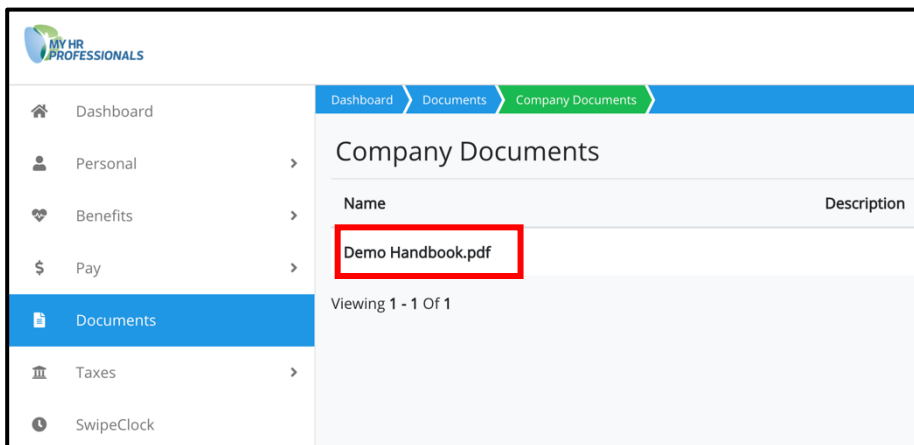 MY HR
PROFESSIONALS
Dashboard
Personal
Benefits
Pay
Documents
Taxes
SwipeClock
Dashboard Documents Company Documents
Company Documents
Name Description
Demo Handbook.pdf
Viewing 1 - 1 Of 1